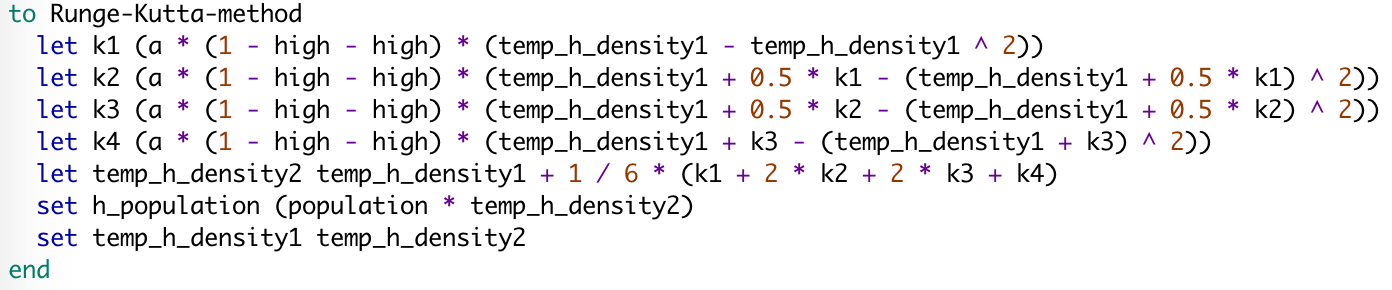 to Runge-Kutta-method
let k1 (a * (1 - high - high) * (temp_h_density1 - temp_h_density1 ^ 2))
let k2 (a * (1 - high - high) * (temp_h_density1 + 0.5 * k1 - (temp_h_density1 + 0.5 * k1) ^ 2))
let k3 (a * (1 - high - high) * (temp_h_density1 + 0.5 * k2 - (temp_h_density1 + 0.5 * k2) ^ 2))
let k4 (a * (1 - high - high) * (temp_h_density1 + k3 - (temp_h_density1 + k3) ^ 2))
let temp_h_density2 temp_h_density1 + 1 / 6 * (k1 + 2 * k2 + 2 * k3 + k4)
set h_population (population * temp_h_density2)
set temp_h_density1 temp_h_density2
end